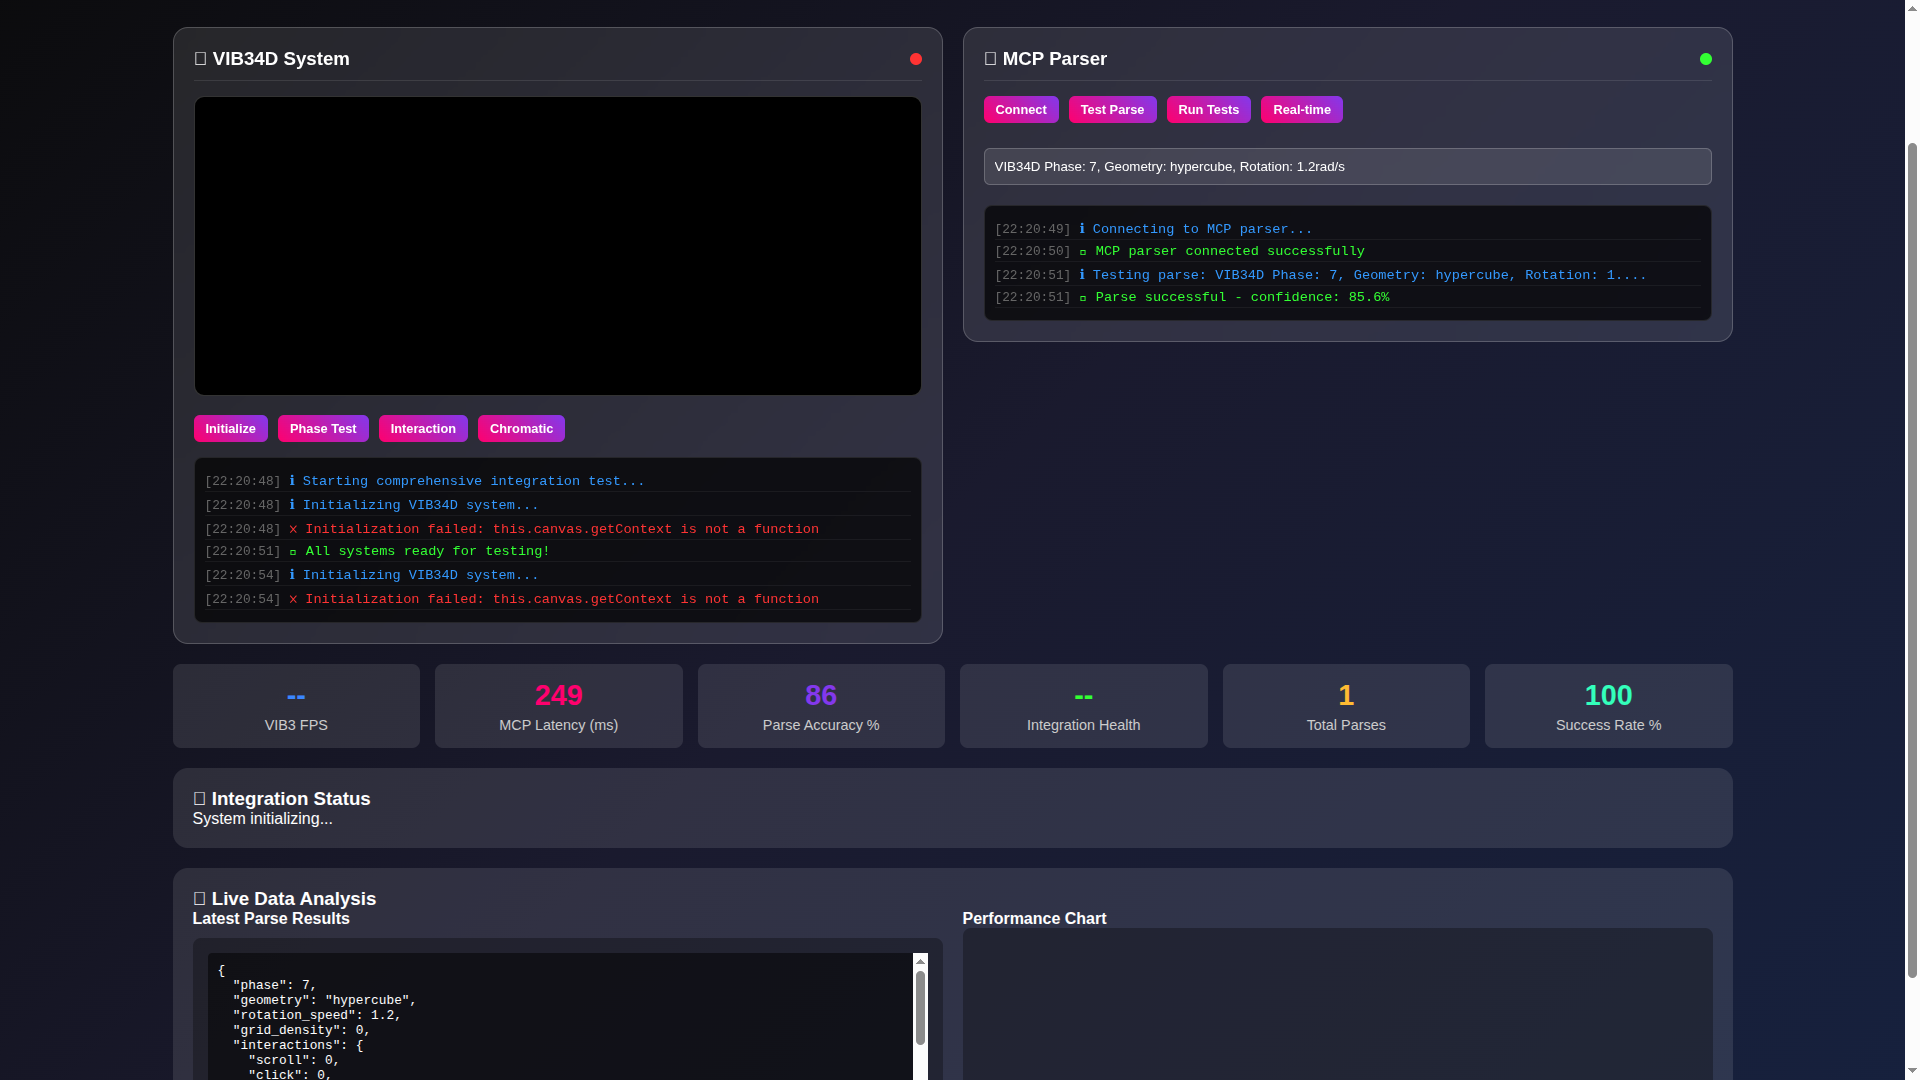 VIB34D System
Initialize
Phase Test
Interaction
Chromatic
[22:20:48] ℹ Starting comprehensive integration test...
[22:20:48] ℹ Initializing VIB34D system...
[22:20:48] ✗ Initialization failed: this.canvas.getContext is not a function
[22:20:51] All systems ready for testing!
[22:20:54] ℹ Initializing VIB34D system...
[22:20:54] ✗ Initialization failed: this.canvas.getContext is not a function
MCP Parser
Connect
Test Parse
Run Tests
Real-time
VIB34D Phase: 7, Geometry: hypercube, Rotation: 1.2rad/s
[22:20:49] ℹ Connecting to MCP parser...
[22:20:50] MCP parser connected successfully
[22:20:51] ℹ Testing parse: VIB34D Phase: 7, Geometry: hypercube, Rotation: 1....
[22:20:51] Parse successful - confidence: 85.6%
--
VIB3 FPS
249
MCP Latency (ms)
86
Parse Accuracy %
--
Integration Health
1
Total Parses
100
Success Rate %
Integration Status
System initializing...
Live Data Analysis
Latest Parse Results
{
"phase": 7,
"geometry": "hypercube",
"rotation_speed": 1.2,
"grid_density": 0,
"interactions": {
"scroll": 0,
"click": 0,
Performance Chart